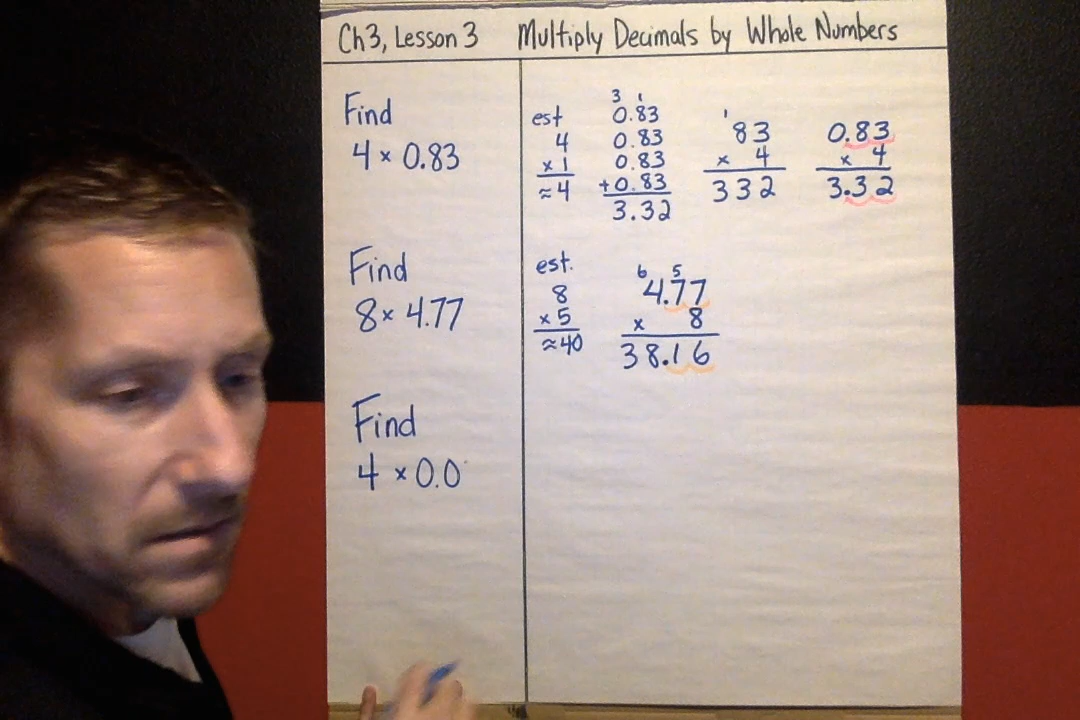 Ch 3, Lesson 3 Multiply Decimals by Whole Numbers
Find
4 × 0.83
est
4
× 1
≈ 4
3 1
0.83
0.83
0.83
+0.83
3.32
1
83
× 4
332
0.83
× 4
3.32
Find
8 × 4.77
est.
8
× 5
≈ 40
6 5
4.77
× 8
38.16
Find
4 × 0.0